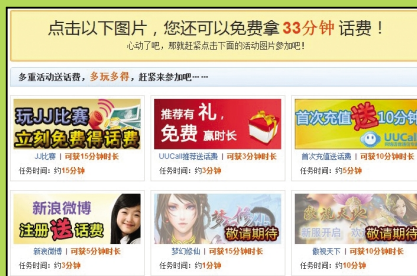 点击以下图片，您还可以免费拿 33分钟 话费！
心动了吧，那就赶紧点击下面的活动图片参加吧！
多重活动送话费，多玩多得，赶紧来参加吧……
玩JJ比赛
立刻免费得话费
推荐有礼，
免费 赢时长
首次充值送10分钟
UUCall
JJ比赛 | 可获15分钟时长
UUCall推荐送话费 | 可获3分钟时长
首次充值送话费 | 可获10分钟时长
任务时间：约15分钟
任务时间：约3分钟
任务时间：约5分钟
新浪微博
注册送话费
梦幻修仙
敬请期待
傲视天下
敬请期待
新浪微博 | 可获5分钟时长
梦幻修仙 | 可获15分钟时长
傲视天下 | 可获10分钟时长
任务时间：约3分钟
任务时间：约15分钟
任务时间：约10分钟